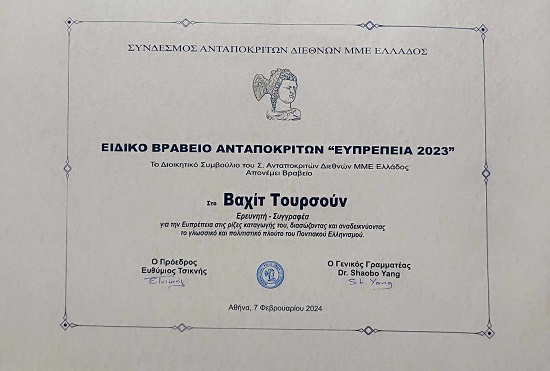 ΣΥΝΔΕΣΜΟΣ ΑΝΤΑΠΟΚΡΙΤΩΝ ΔΙΕΘΝΩΝ ΜΜΕ ΕΛΛΑΔΟΣ
ΕΙΔΙΚΟ ΒΡΑΒΕΙΟ ΑΝΤΑΠΟΚΡΙΤΩΝ “ΕΥΠΡΕΠΕΙΑ 2023”
Το Διοικητικό Συμβούλιο του Σ. Ανταποκριτών Διεθνών ΜΜΕ Ελλάδος
Απονέμει Βραβείο
Στο Βαχίτ Τουρσούν
Ερευνητή - Συγγραφέα
για την Ευπρέπεια στις ρίζες καταγωγής του, διασώζοντας και αναδεικνύοντας
το γλωσσικό και πολιτιστικό πλούτο του Ποντιακού Ελληνισμού.
Ο Πρόεδρος
Ευθύμιος Τσικνής
Ο Γενικός Γραμματέας
Dr. Shaobo Yang
Sh Yang
Αθήνα, 7 Φεβρουαρίου 2024